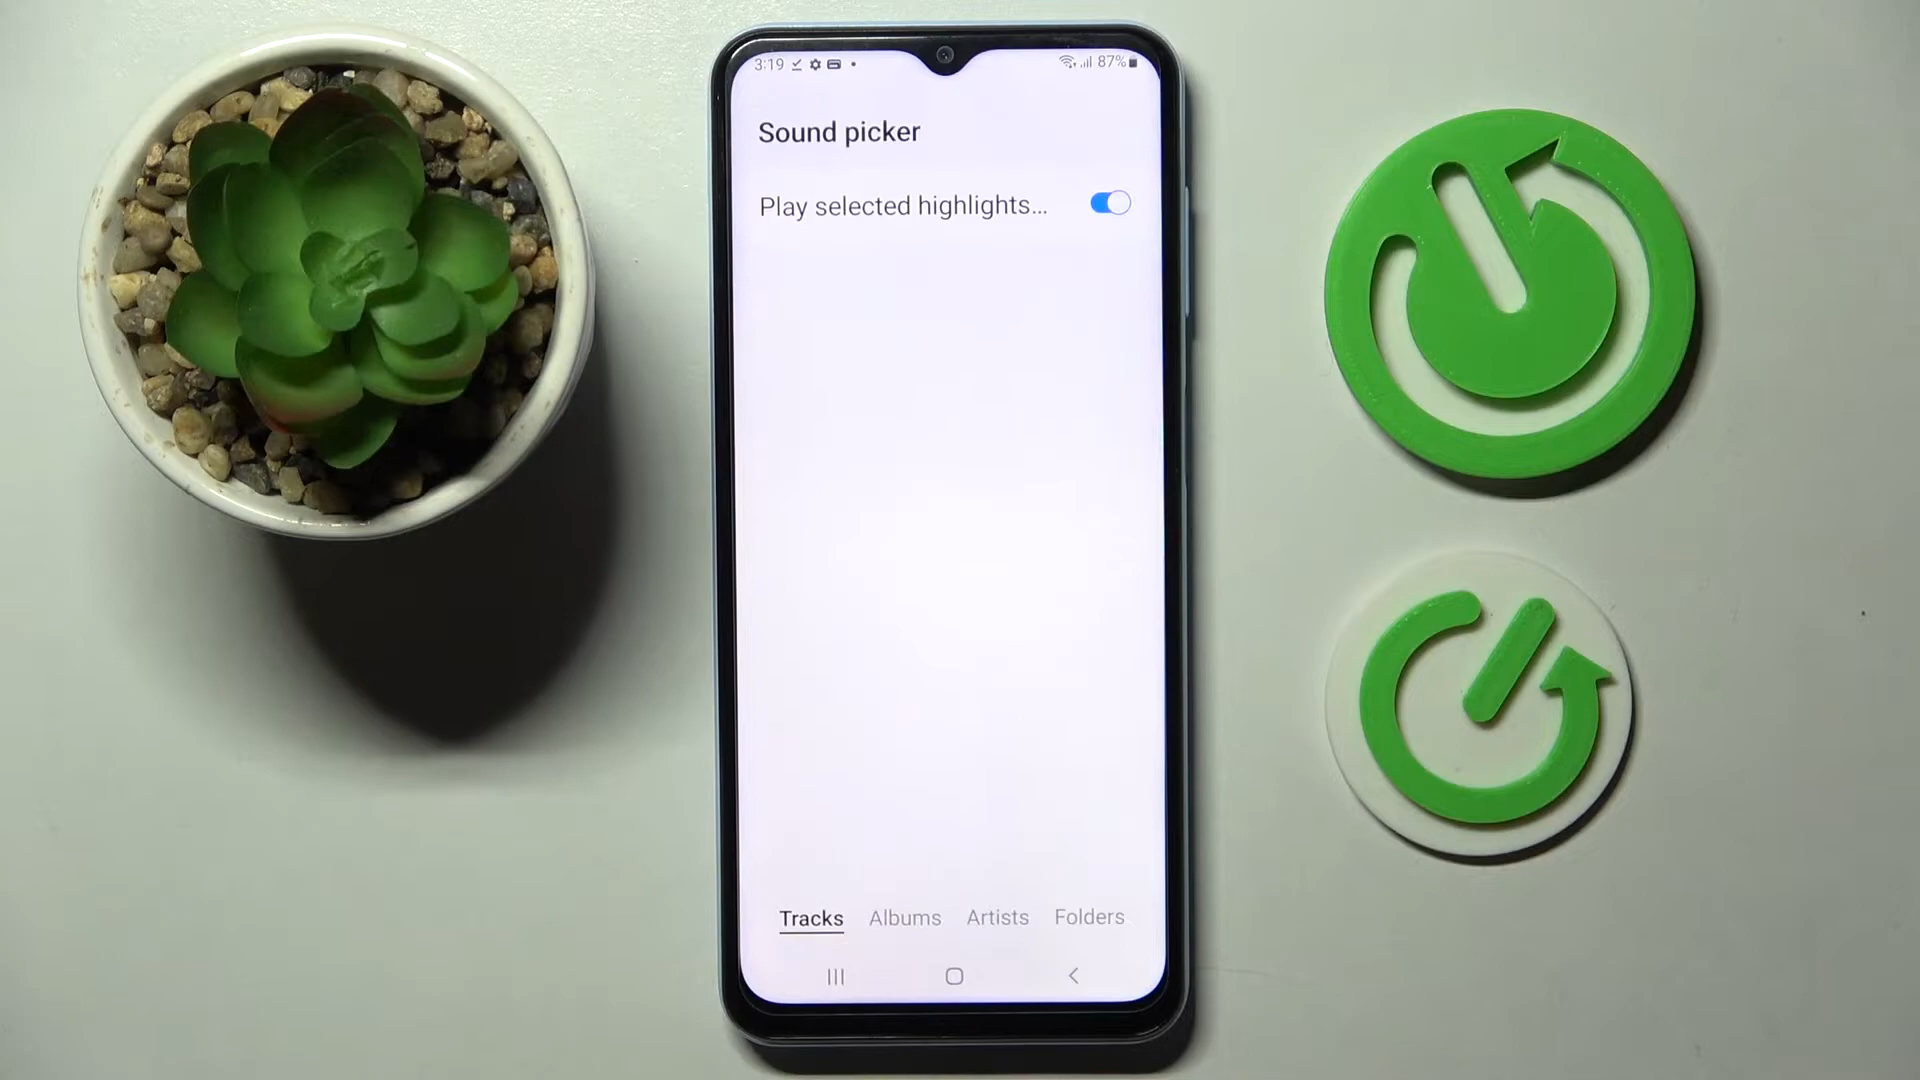 3:19
87%
Sound picker
Play selected highlights...
Tracks Albums Artists Folders